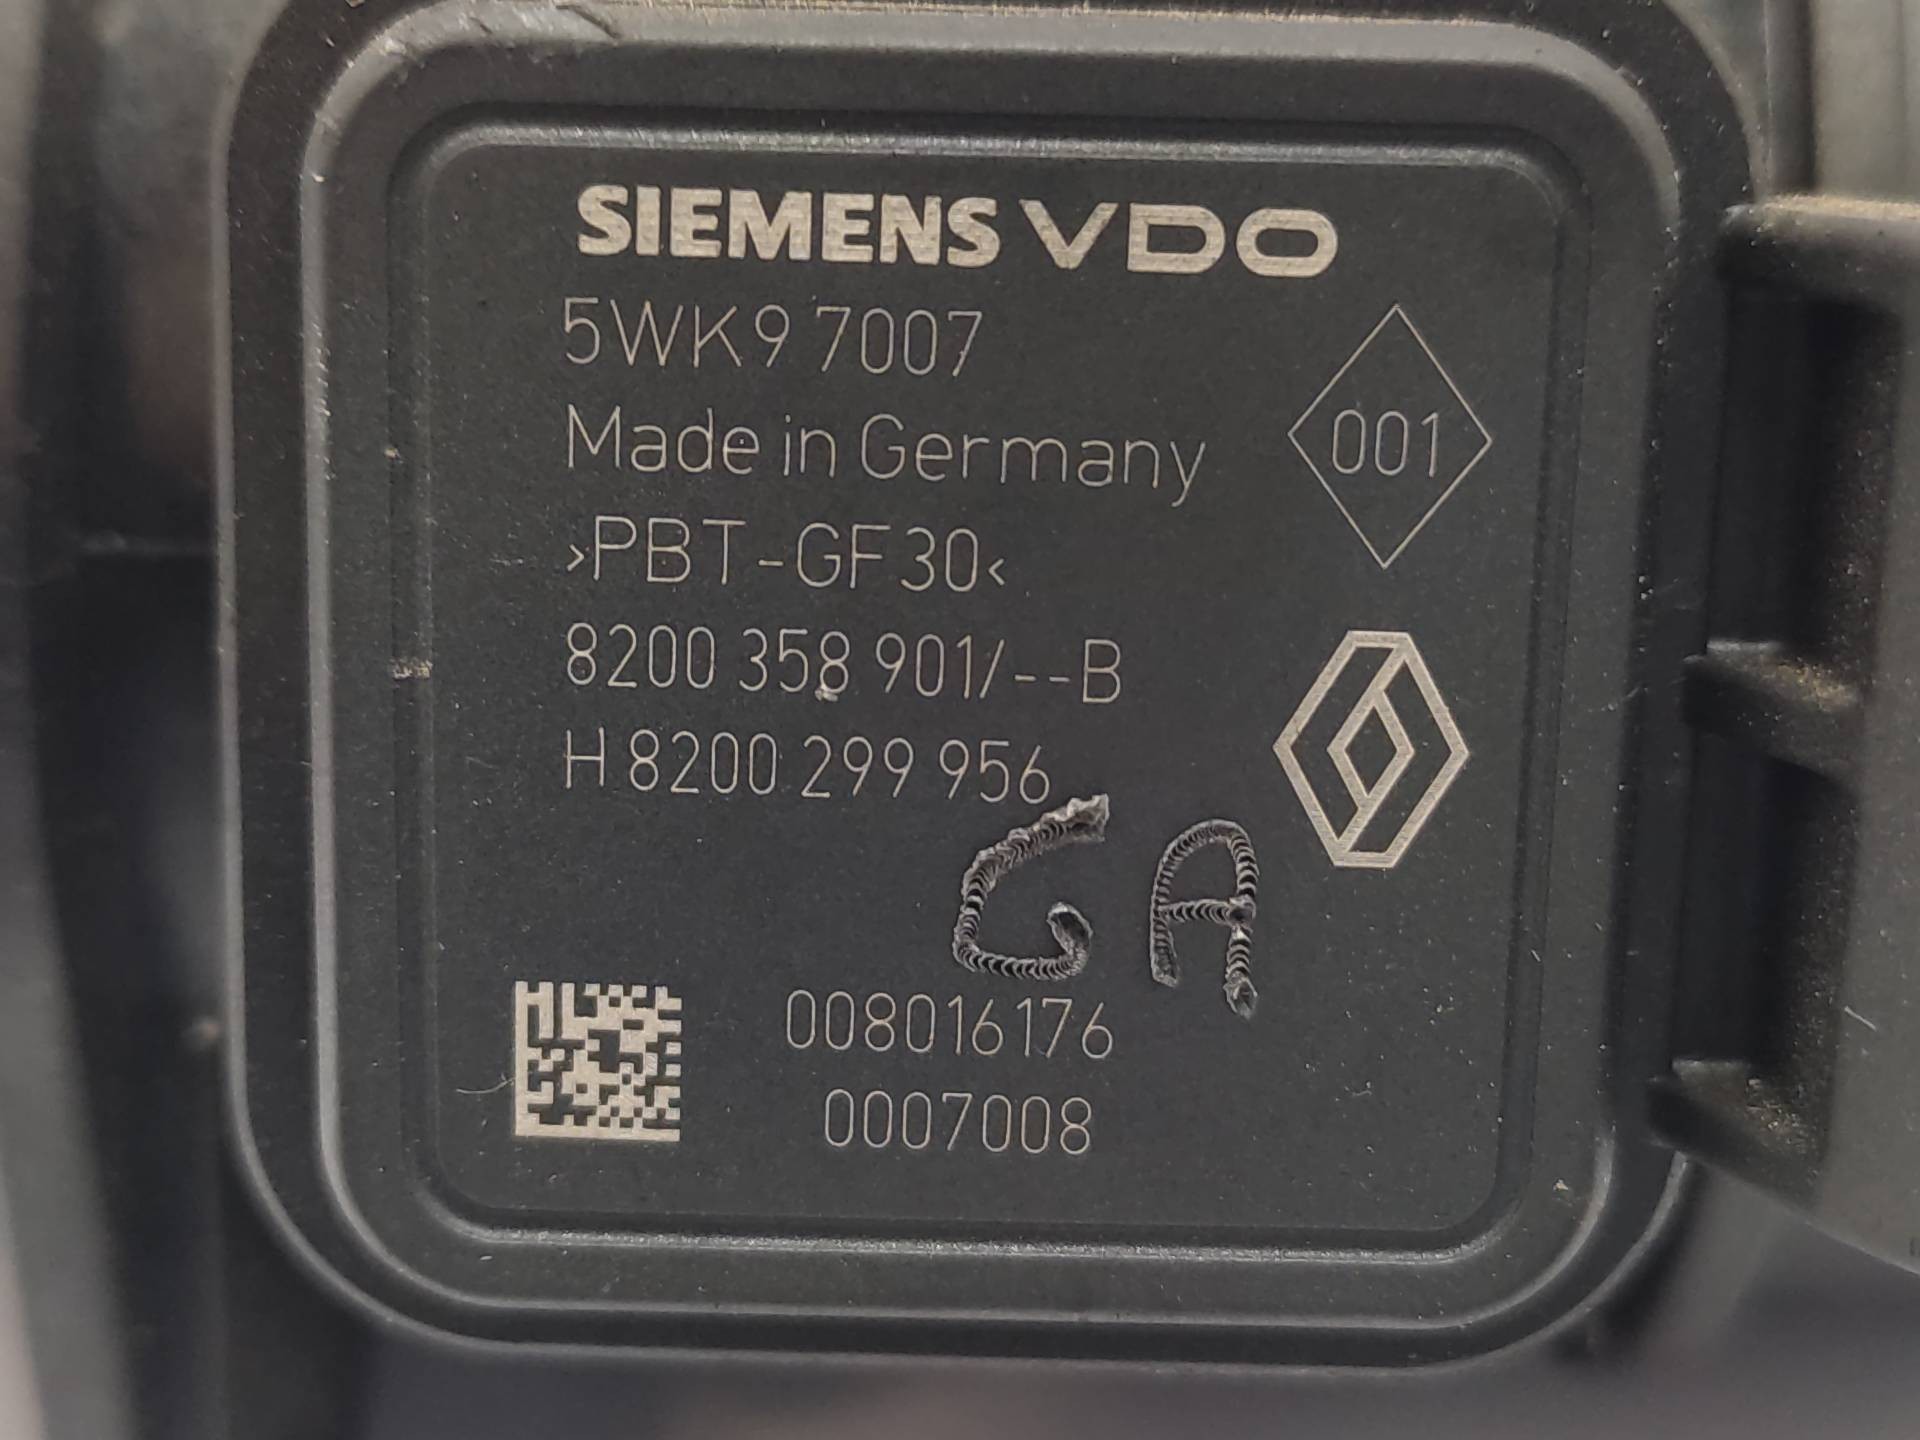 SIEMENS VDO
5WK9 7007
Made in Germany
001
>PBT-GF30<
8200 358 901/--B
H 8200 299 956
GA
008016176
0007008